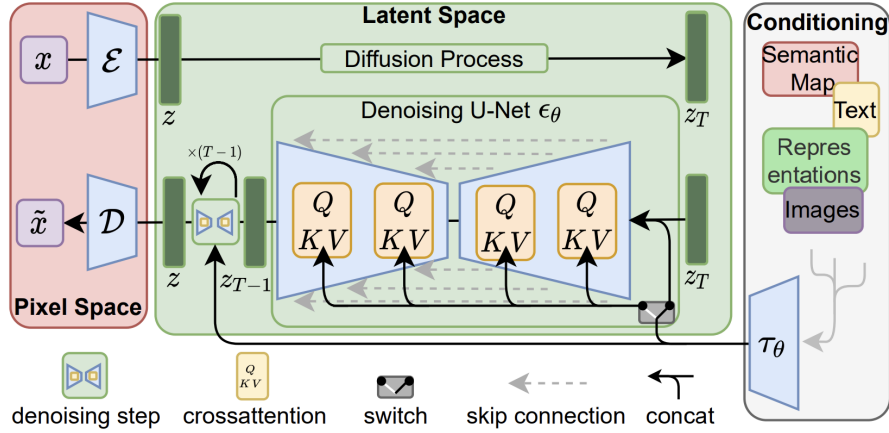 Latent Space
Conditioning
x
ℰ
Diffusion Process
Semantic
Map
z
z_T
Text
Denoising U-Net ϵ_θ
Repres
entations
×(T−1)
Images
Q
KV
Q
KV
Q
KV
Q
KV
x̃
𝒟
z
z_{T−1}
z_T
Pixel Space
τ_θ
Q
KV
denoising step
crossattention
switch
skip connection
concat